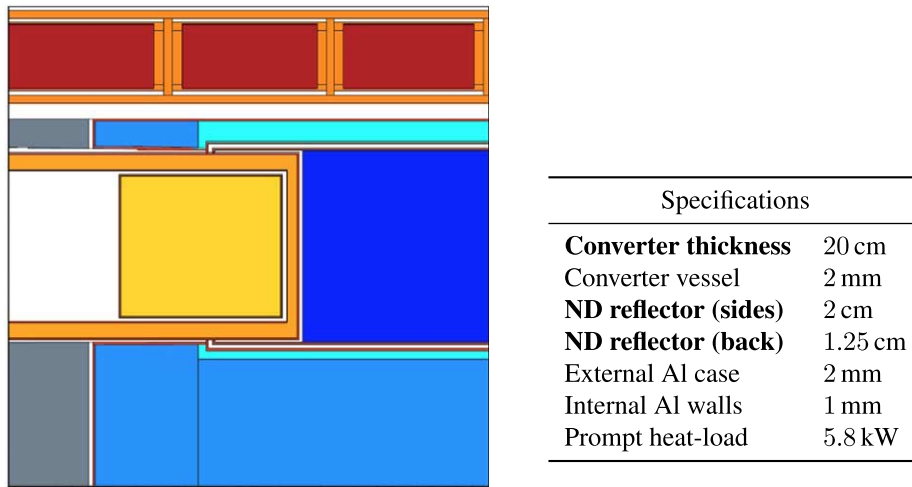 Specifications
Converter thickness 20 cm
Converter vessel 2 mm
ND reflector (sides) 2 cm
ND reflector (back) 1.25 cm
External Al case 2 mm
Internal Al walls 1 mm
Prompt heat-load 5.8 kW